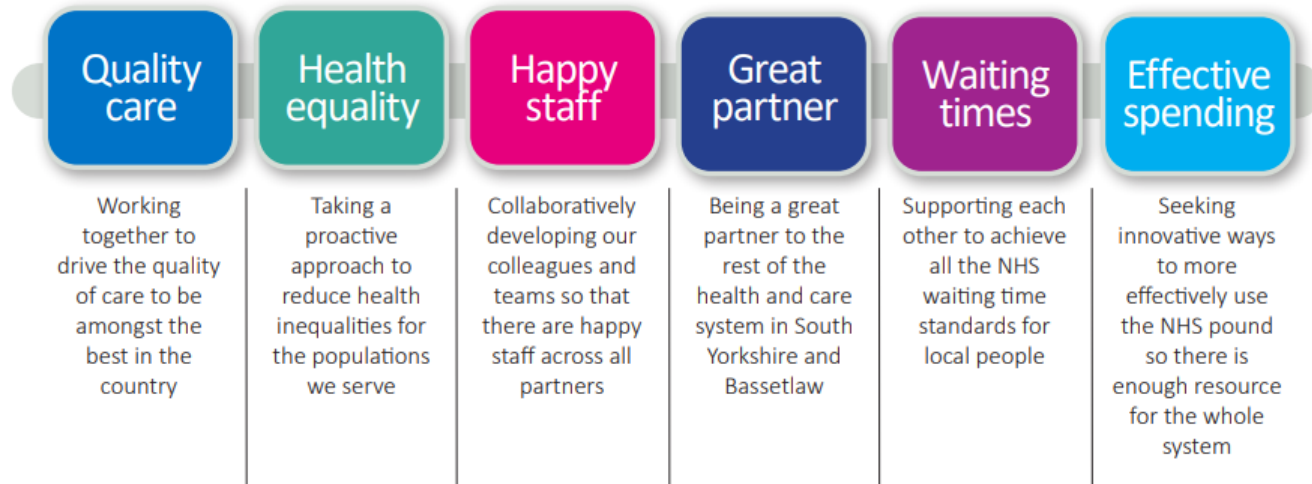 Quality
care
Health
equality
Happy
staff
Great
partner
Waiting
times
Effective
spending
Working
together to
drive the quality
of care to be
amongst the
best in the
country
Taking a
proactive
approach to
reduce health
inequalities for
the populations
we serve
Collaboratively
developing our
colleagues and
teams so that
there are happy
staff across all
partners
Being a great
partner to the
rest of the
health and care
system in South
Yorkshire and
Bassetlaw
Supporting each
other to achieve
all the NHS
waiting time
standards for
local people
Seeking
innovative ways
to more
effectively use
the NHS pound
so there is
enough resource
for the whole
system